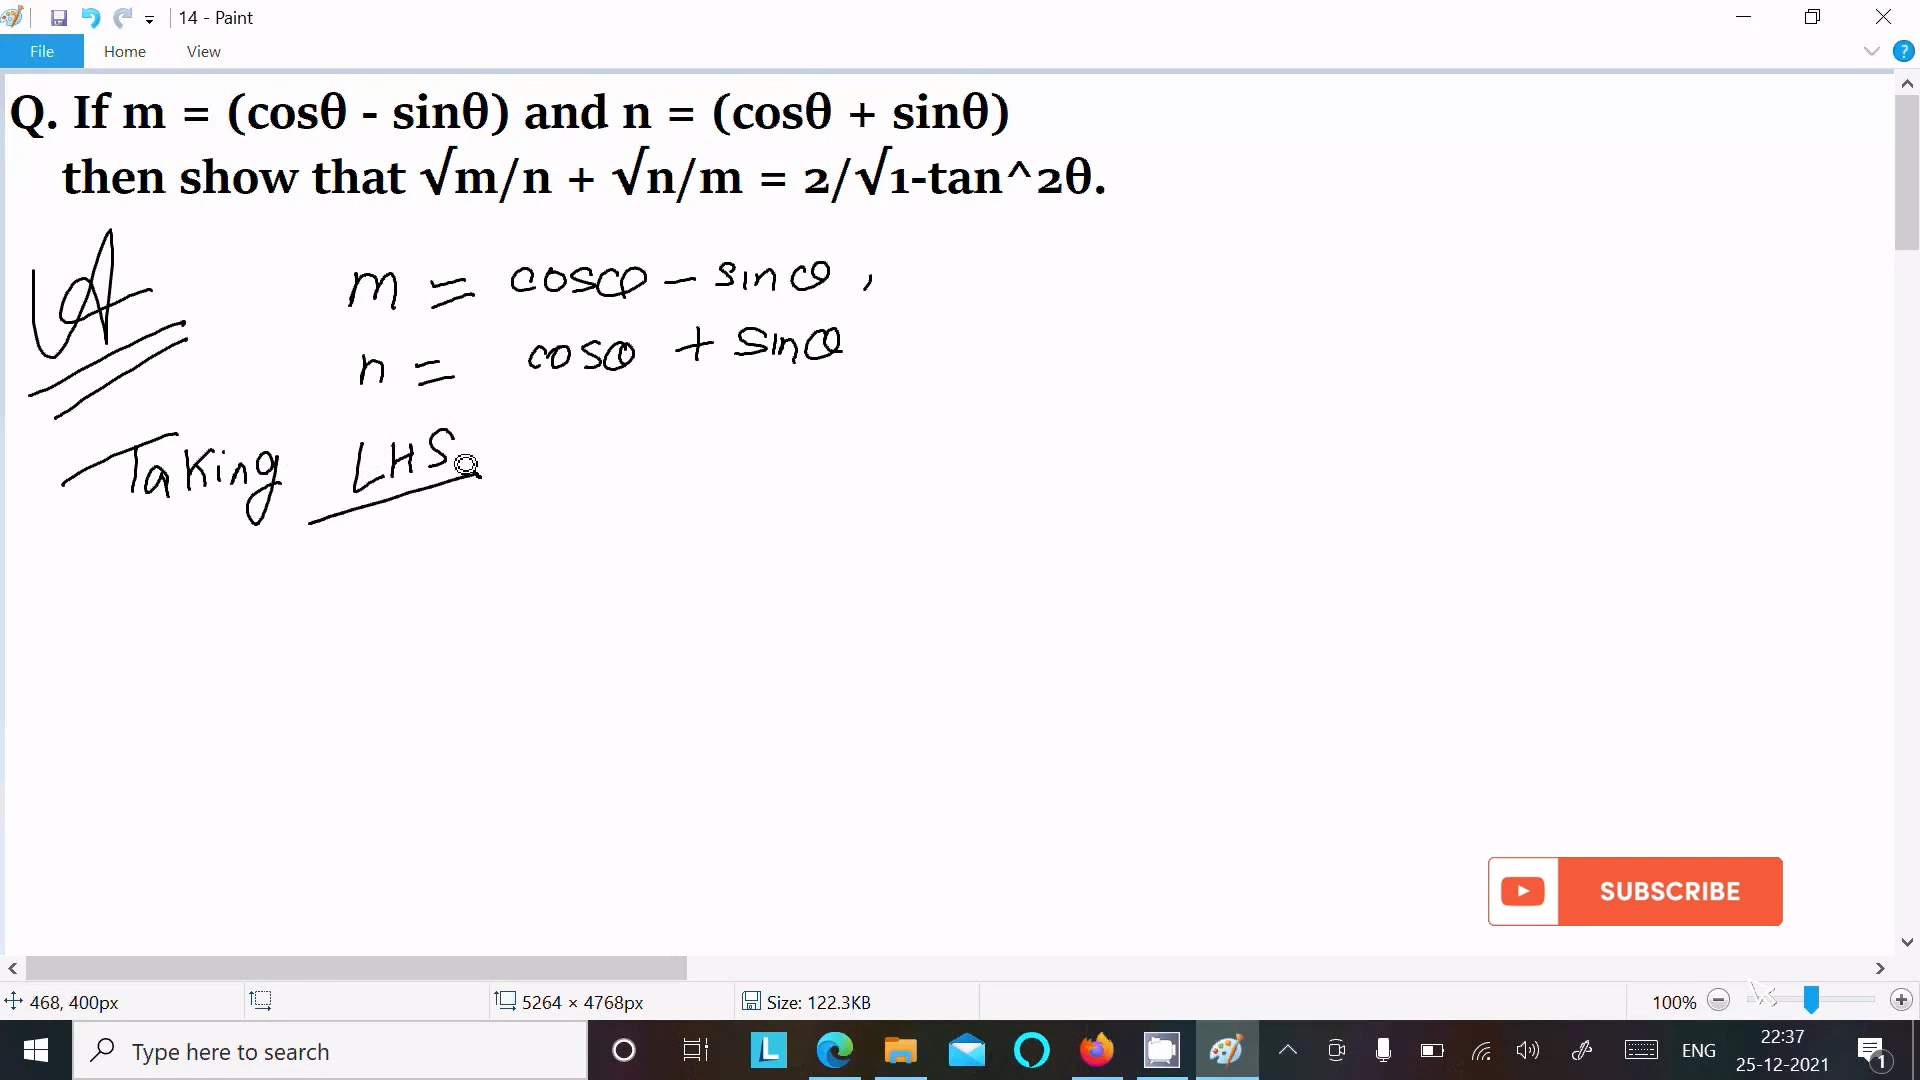 14 - Paint
File Home View
Q. If m = (cosθ - sinθ) and n = (cosθ + sinθ)
then show that √m/n + √n/m = 2/√1-tan^2θ.
m = cosθ - sinθ,
n = cosθ + sinθ
Taking LHS
SUBSCRIBE
468, 400px 5264 × 4768px Size: 122.3KB 100%
Type here to search
ENG
22:37
25-12-2021
1